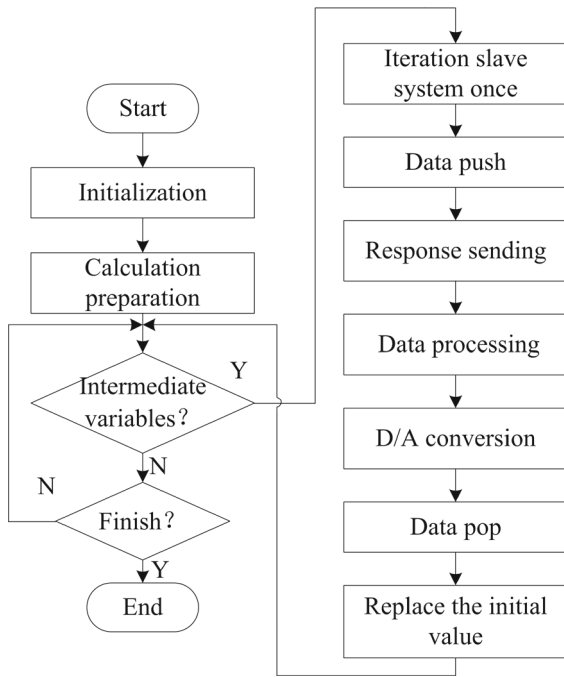 Start
Initialization
Calculation
preparation
Intermediate
variables?
Y
N
N
Finish?
Y
End
Iteration slave
system once
Data push
Response sending
Data processing
D/A conversion
Data pop
Replace the initial
value